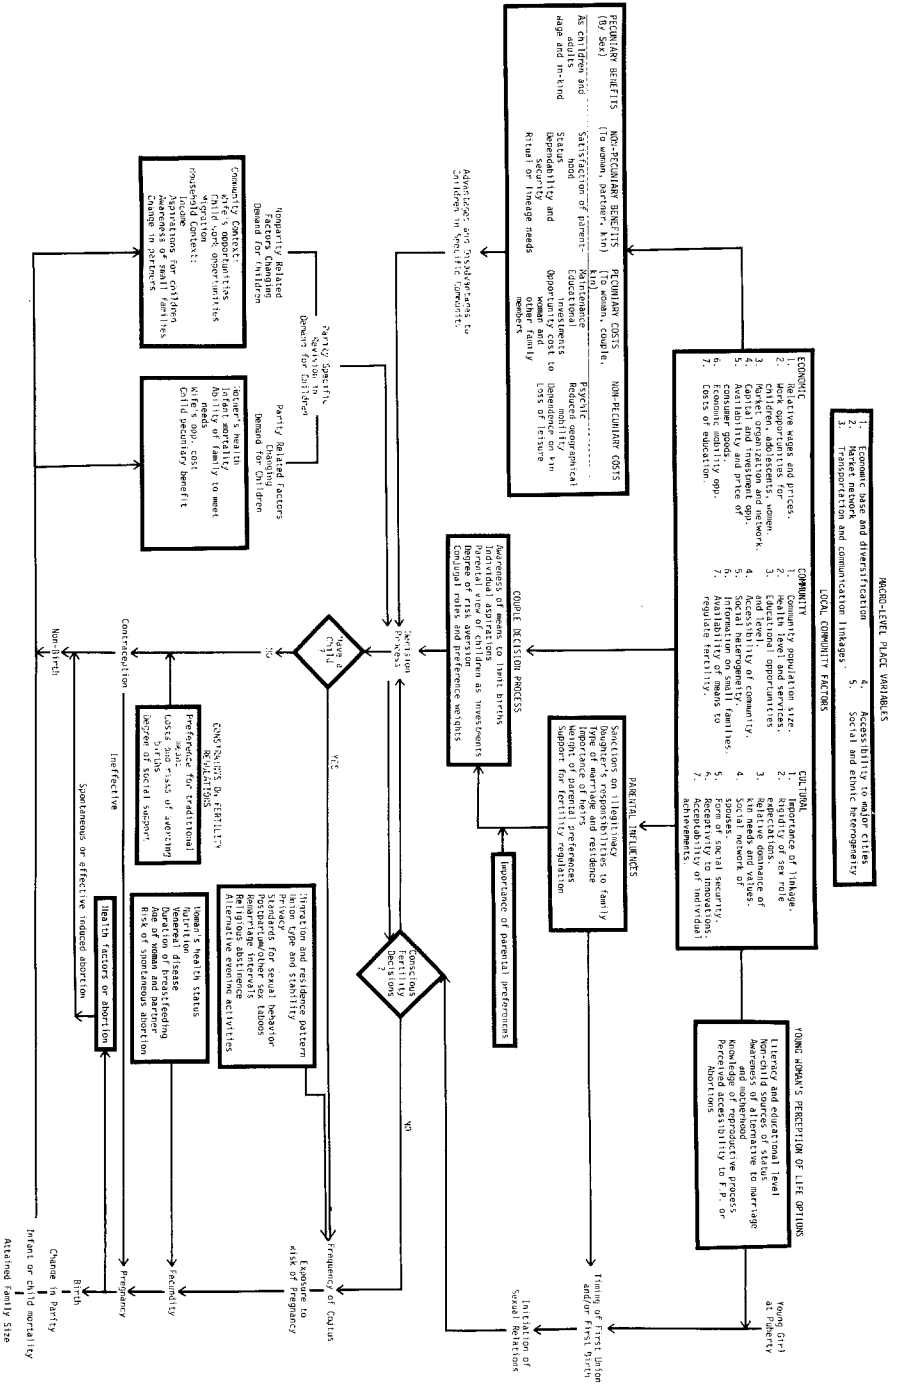 MACRO-LEVEL PLACE VARIABLES
1. Economic base and diversification
2. Market network
3. Transportation and communication linkages
4. Accessibility to major cities
5. Social and ethnic heterogeneity
LOCAL COMMUNITY FACTORS
ECONOMIC
1. Relative wages and prices.
2. Work opportunities for
children, adolescents, women
3. Market organization and network.
4. Capital and investment opp.
5. Availability and price of
consumer goods.
6. Economic mobility opp.
7. Costs of education.
COMMUNITY
1. Community population size.
2. Health level and services.
3. Educational opportunities
and level.
4. Accessibility of community.
5. Social heterogeneity.
6. Information on small families.
7. Availability of means to
regulate fertility.
CULTURAL
1. Importance of linkage.
2. Rigidity of sex role
expectations.
3. Relative dominance of
kin needs and values.
4. Social network of
spouses.
5. Form of social security.
6. Receptivity to innovations.
7. Acceptability of individual
achievements.
YOUNG WOMAN'S PERCEPTION OF LIFE OPTIONS
Literacy and educational level
Non-child sources of status
Awareness of alternative to marriage
and motherhood
Knowledge of reproductive process
Perceived accessibility to F.P. or
Abortions
Young Girl
at Puberty
PECUNIARY BENEFITS
(By Sex)
As children and
adults
Wage and in-kind
NON-PECUNIARY BENEFITS
(To woman, partner, kin)
Satisfaction of parent-
hood
Status
Dependability and
security
Ritual or lineage needs
PECUNIARY COSTS
(To woman, couple,
kin)
Maintenance
Educational
investments
Opportunity cost to
woman and
other family
members
NON-PECUNIARY COSTS
Psychic
Reduced geographical
mobility
Dependence on kin
Loss of leisure
PARENTAL INFLUENCES
Sanctions on illegitimacy
Daughter's responsibilities to family
Type of marriage and residence
Importance of heirs
Weight of parental preferences
Support for fertility regulation
Timing of First Union
and/or First Birth
COUPLE DECISION PROCESS
Awareness of means to limit births
Individual aspirations
Parental view of children as investments
Degree of risk aversion
Conjugal roles and preference weights
Importance of parental preferences
Initiation of
Sexual Relations
Advantages and Disadvantages to
Children in Specific Community
Decision
Process
Conscious
Fertility
Decisions
?
NO
Parity Specific
Revision in
Demand for Children
Have a
Child
?
YES
NO
Frequency of Coitus
Exposure to
Risk of Pregnancy
Nonparity Related
Factors Changing
Demand for Children
Parity Related Factors
Changing
Demand for Children
Migration and residence pattern
Union type and stability
Privacy
Standards for sexual behavior
Postpartum/other sex taboos
Remarriage intervals
Religious abstinence
Alternative evening activities
Community Context:
Wife's opportunities
Child work opportunities
Migration
Household Context:
Income
Aspirations for children
Awareness of small families
Change in partners
Mother's health
Infant mortality
Ability of family to meet
needs
Wife's opp. cost
Child pecuniary benefit
CONSTRAINTS ON FERTILITY
REGULATIONS
Preference for traditional
means
Costs and risks of averting
births
Degree of social support
Woman's health status
Nutrition
Venereal disease
Duration of breastfeeding
Age of woman and partner
Risk of spontaneous abortion
Fecundity
Contraception
Ineffective
Pregnancy
Health factors or abortion
Spontaneous or effective induced abortion
Non-Birth
Birth
Change in Parity
Infant or child mortality
Attained Family Size